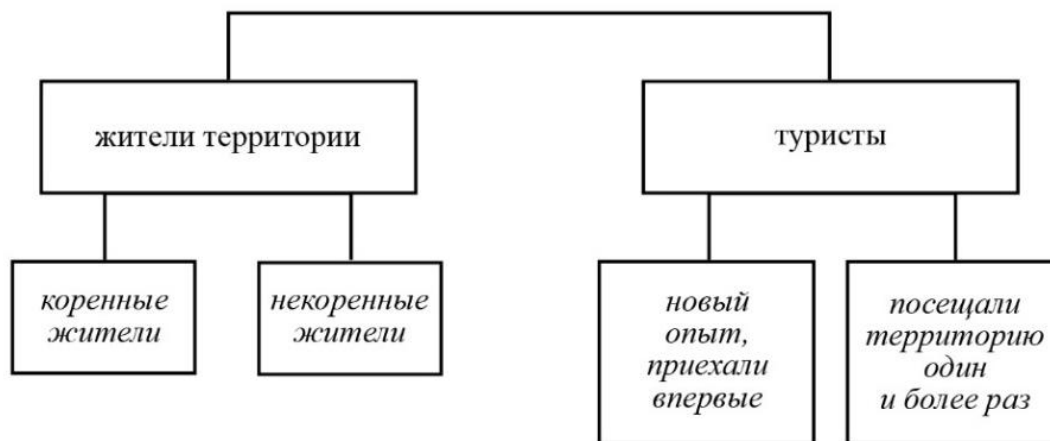 жители территории
туристы
коренные
жители
некоренные
жители
новый
опыт,
приехали
впервые
посещали
территорию
один
и более раз